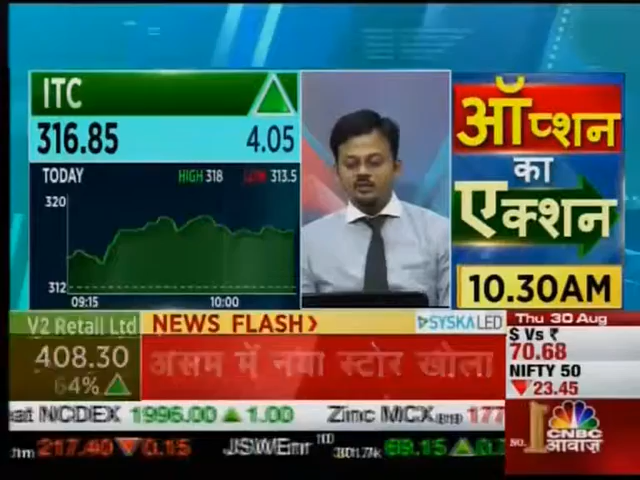 ITC
316.85 4.05
TODAY HIGH 318 LOW 313.5
320
312
09:15 10:00
ऑप्शन
का
एक्शन
10.30AM
V2 Retail Ltd
408.30
64%
NEWS FLASH
SYSKA LED
असम में नया स्टोर खोला
Thu 30 Aug
$ Vs ₹
70.68
NIFTY 50
23.45
NCDEX 1996.00 1.00 Zinc MCX 177
217.40 0.15 JSWEnr 69.15
NO. 1 CNBC
आवाज़